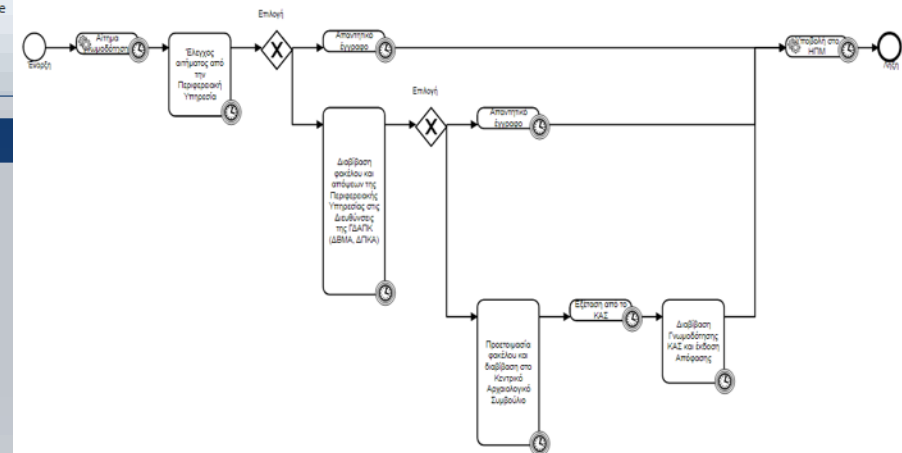 e
Επιλογή
Αίτημα
γνωμοδότησης
Έναρξη
Έλεγχος
αιτήματος από
την
Περιφερειακή
Υπηρεσία
Απαντητικό
έγγραφο
Υποβολή στο
ΗΠΜ
Λήξη
Επιλογή
Απαντητικό
έγγραφο
Διαβίβαση
φακέλου και
απόψεων της
Περιφερειακής
Υπηρεσίας στις
Διευθύνσεις
της ΓΔΑΠΚ
(ΔΒΜΑ, ΔΠΚΑ)
Προετοιμασία
φακέλου και
διαβίβαση στο
Κεντρικό
Αρχαιολογικό
Συμβούλιο
Εξέταση από το
ΚΑΣ
Διαβίβαση
Γνωμοδότησης
ΚΑΣ και έκδοση
Απόφασης